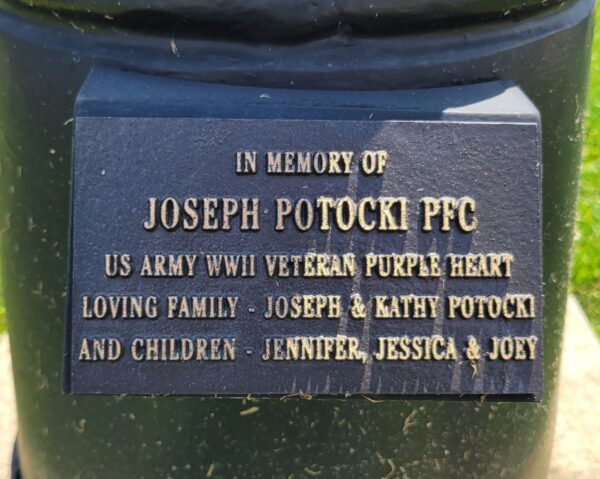 IN MEMORY OF
JOSEPH POTOCKI PFC
US ARMY WWII VETERAN PURPLE HEART
LOVING FAMILY - JOSEPH & KATHY POTOCKI
AND CHILDREN - JENNIFER, JESSICA & JOEY